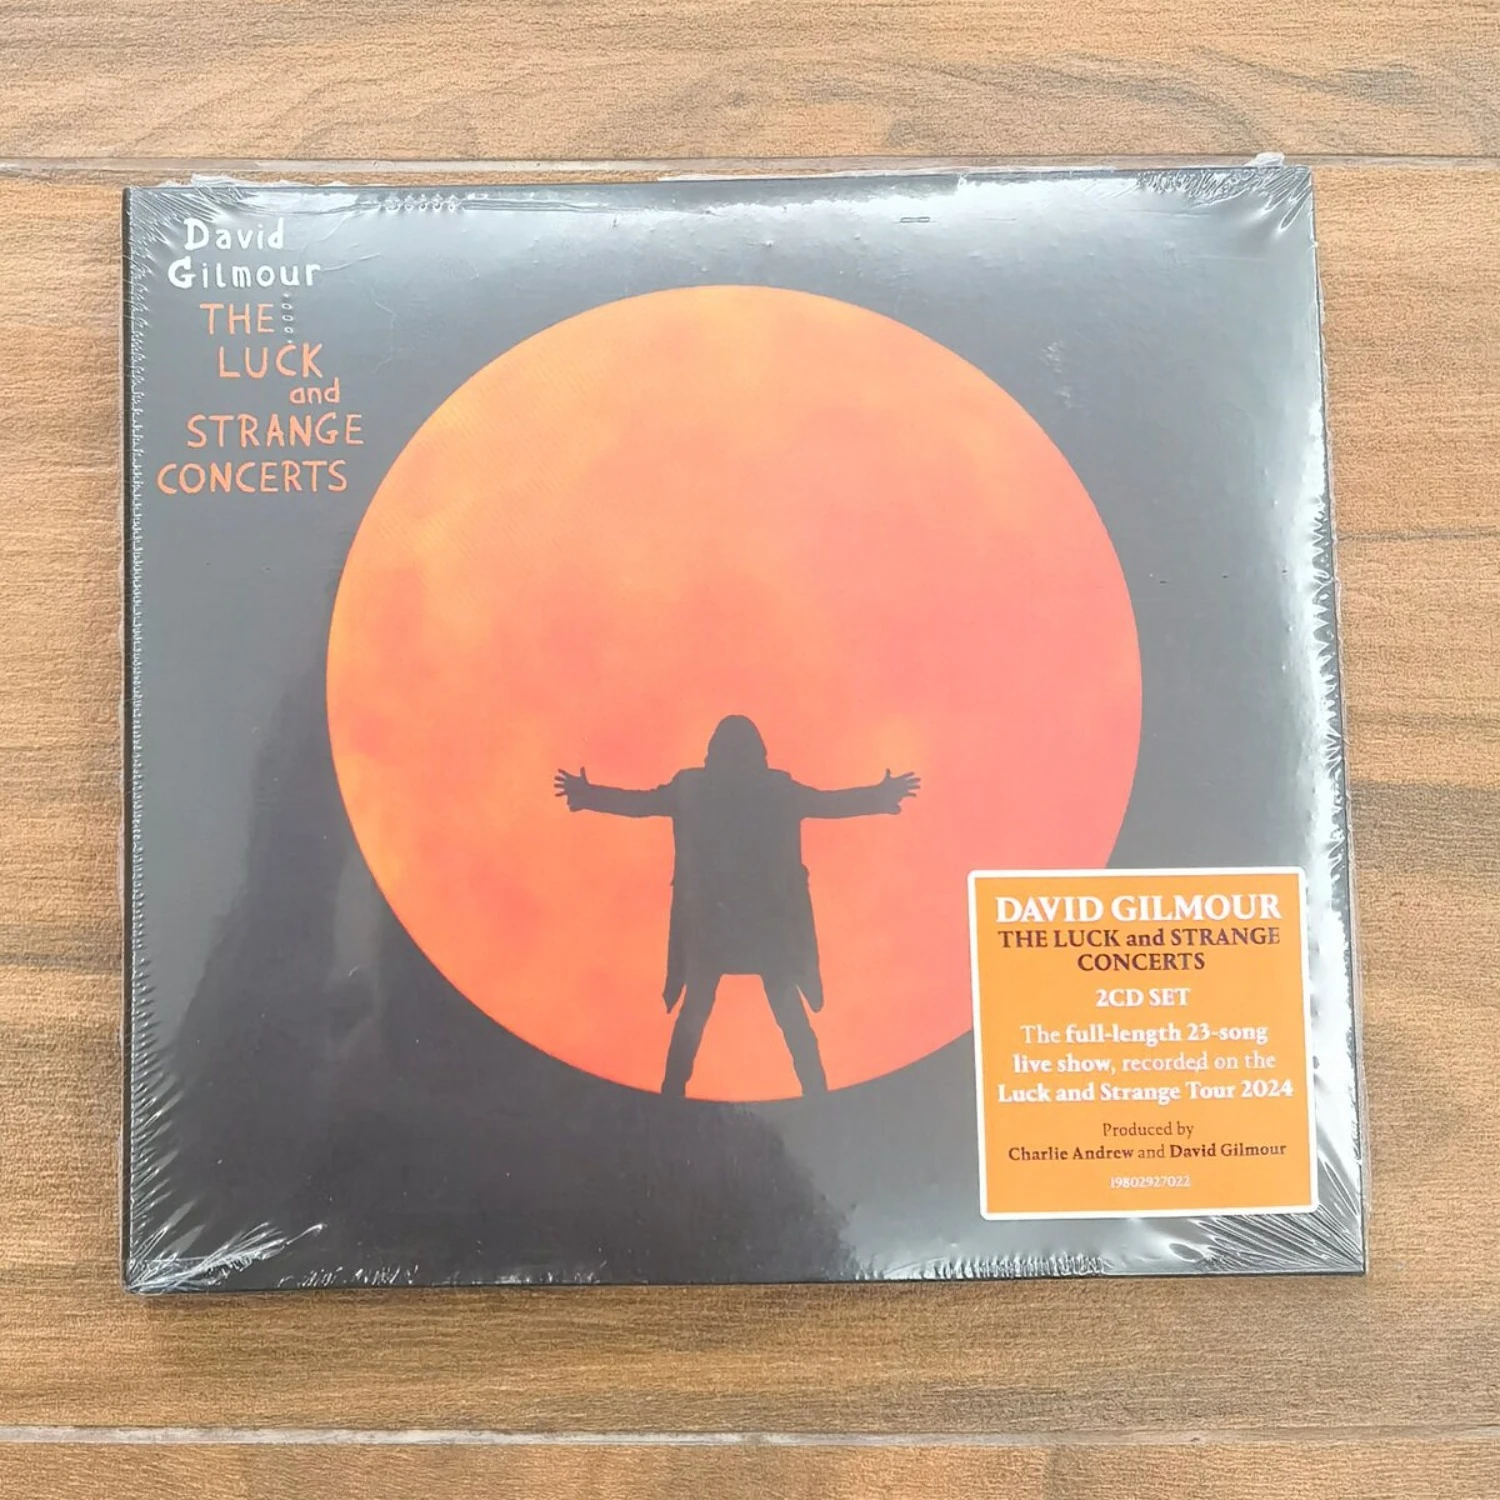 David
Gilmour
THE
LUCK
and
STRANGE
CONCERTS
DAVID GILMOUR
THE LUCK and STRANGE
CONCERTS
2CD SET
The full-length 23-song
live show, recorded on the
Luck and Strange Tour 2024
Produced by
Charlie Andrew and David Gilmour
19802927022